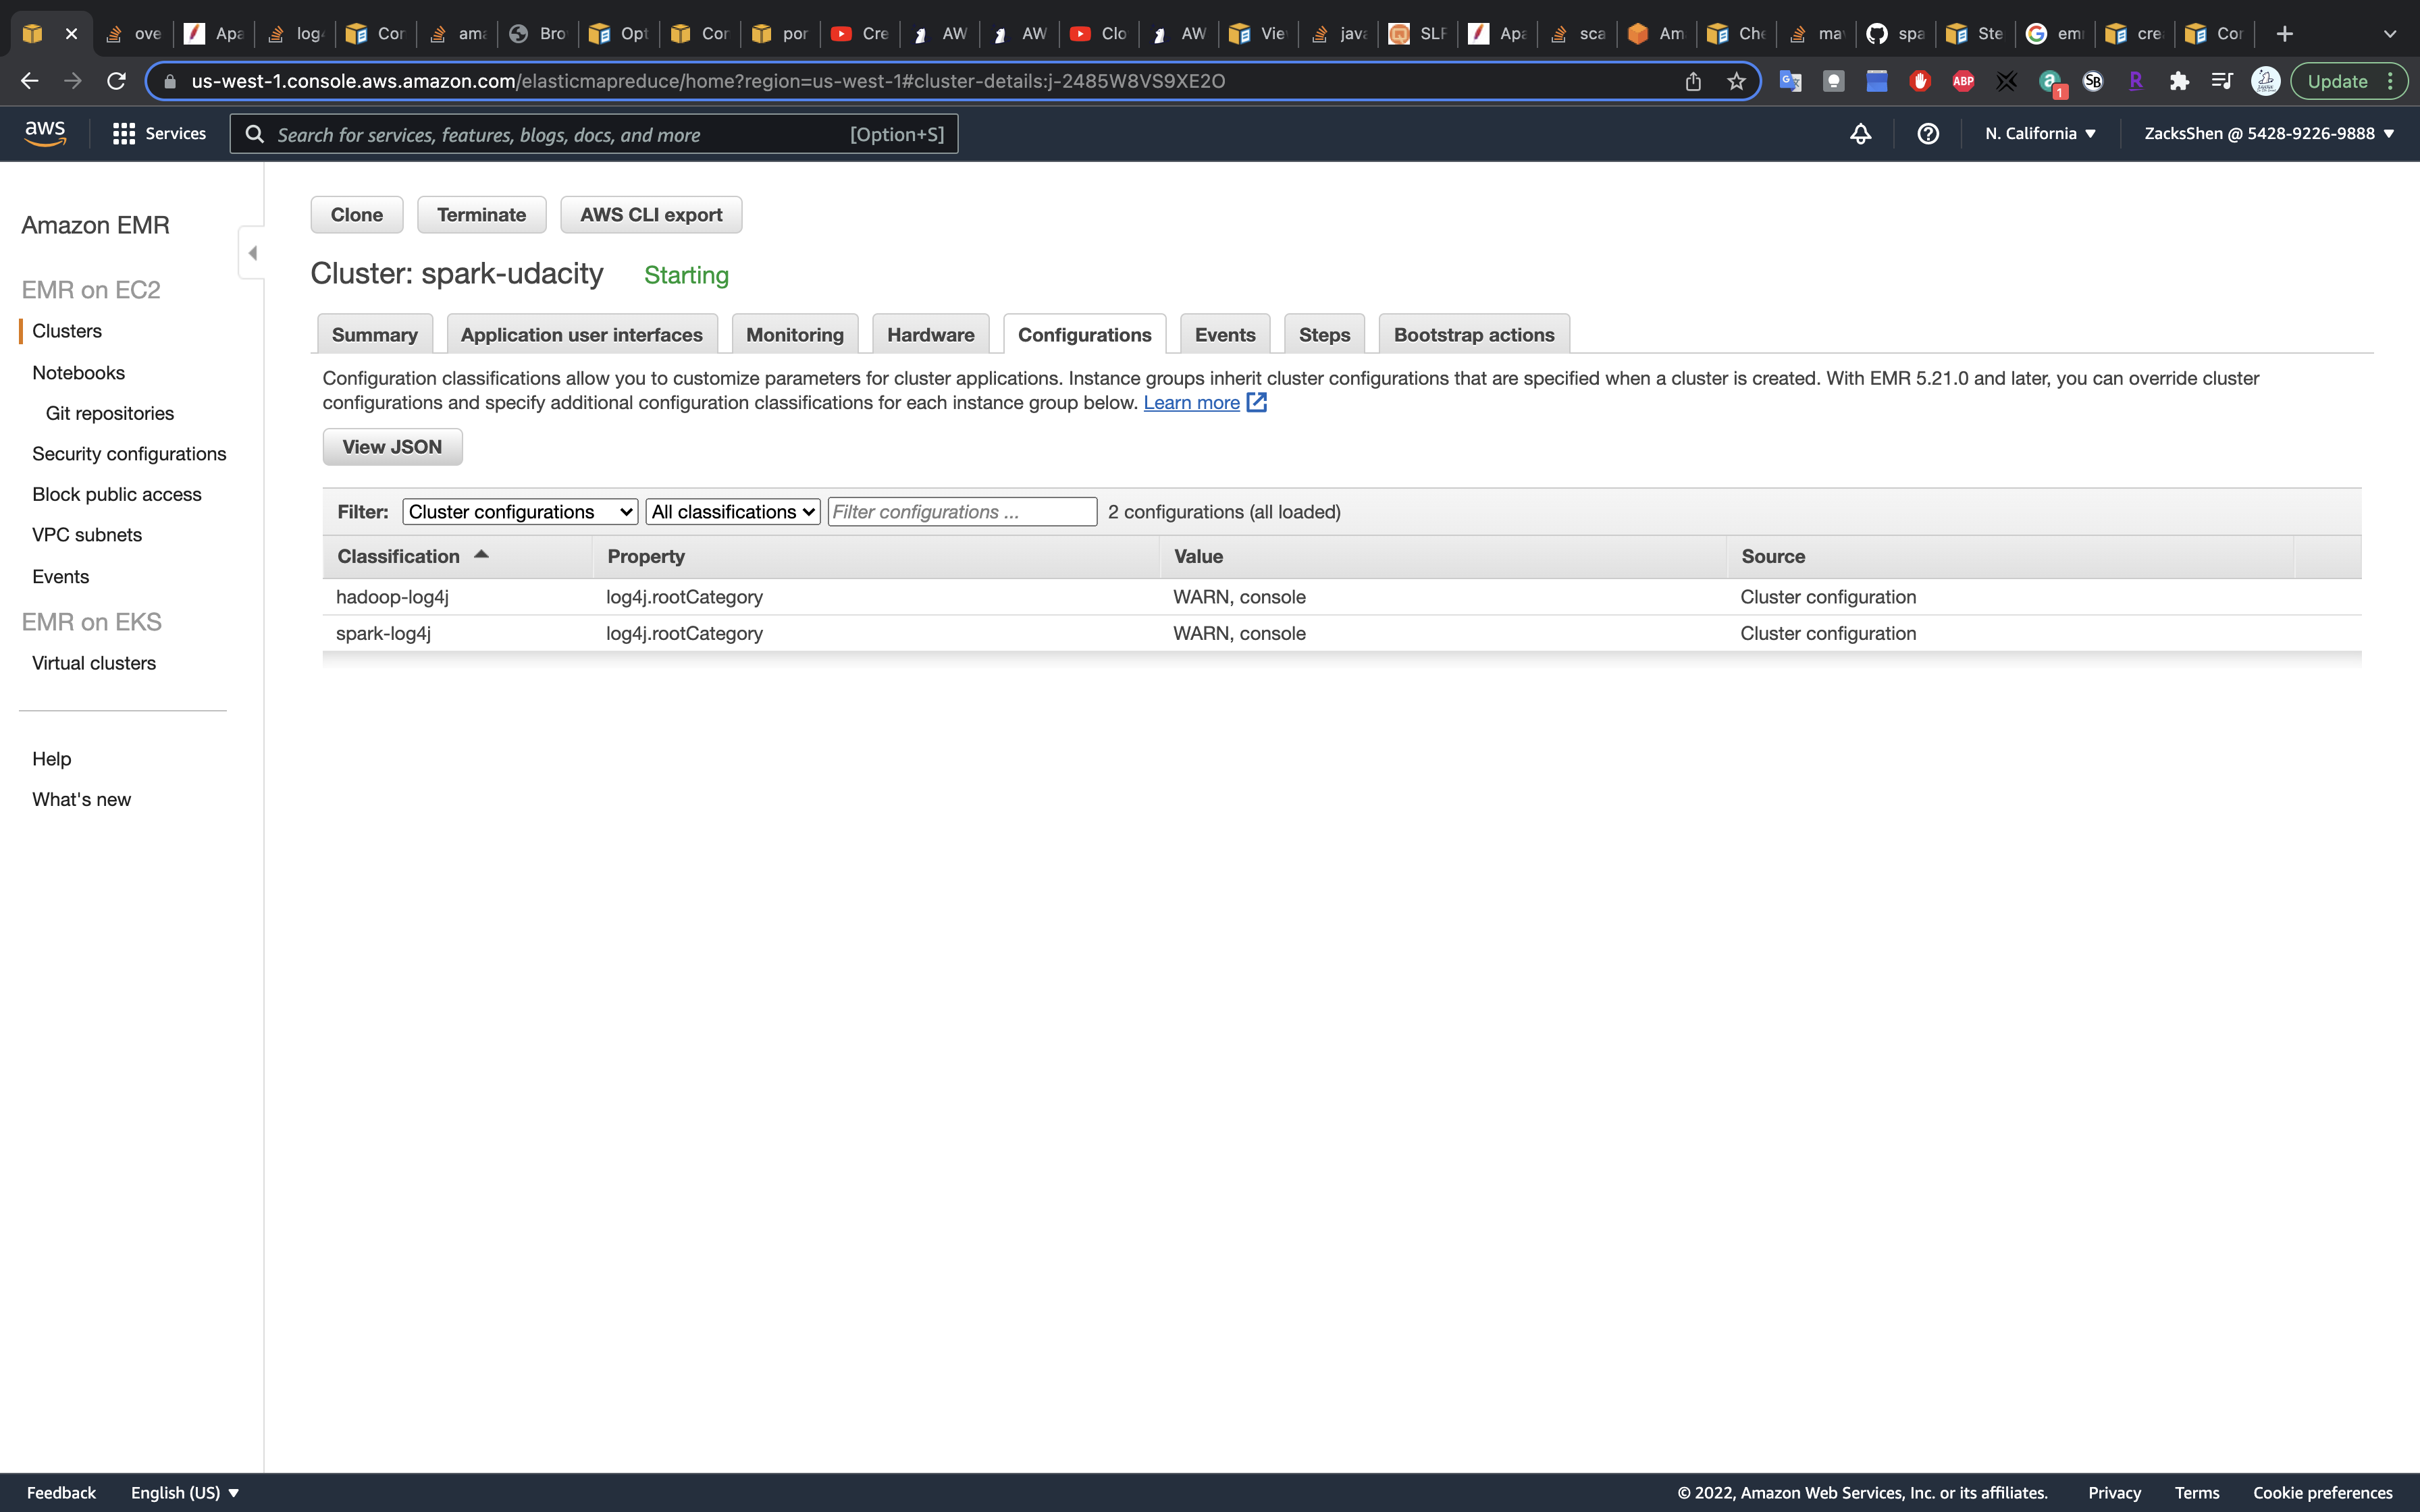 ove
Apa
log
Cor
ama
Bro
Opt
Cor
por
Cre
AW
AW
Clo
AW
Vie
java
SLF
Apa
sca
Am
Che
ma
spa
Ste
em
cre
Cor
us-west-1.console.aws.amazon.com/elasticmapreduce/home?region=us-west-1#cluster-details:j-2485W8VS9XE2O
ABP
1
SB
R
Update
aws
Services
Search for services, features, blogs, docs, and more [Option+S]
N. California
ZacksShen @ 5428-9226-9888
Amazon EMR
EMR on EC2
Clusters
Notebooks
Git repositories
Security configurations
Block public access
VPC subnets
Events
EMR on EKS
Virtual clusters
Help
What's new
Clone
Terminate
AWS CLI export
Cluster: spark-udacity Starting
Summary
Application user interfaces
Monitoring
Hardware
Configurations
Events
Steps
Bootstrap actions
Configuration classifications allow you to customize parameters for cluster applications. Instance groups inherit cluster configurations that are specified when a cluster is created. With EMR 5.21.0 and later, you can override cluster
configurations and specify additional configuration classifications for each instance group below. Learn more
View JSON
Filter: Cluster configurations All classifications Filter configurations ... 2 configurations (all loaded)
Classification Property Value Source
hadoop-log4j log4j.rootCategory WARN, console Cluster configuration
spark-log4j log4j.rootCategory WARN, console Cluster configuration
Feedback English (US) © 2022, Amazon Web Services, Inc. or its affiliates. Privacy Terms Cookie preferences